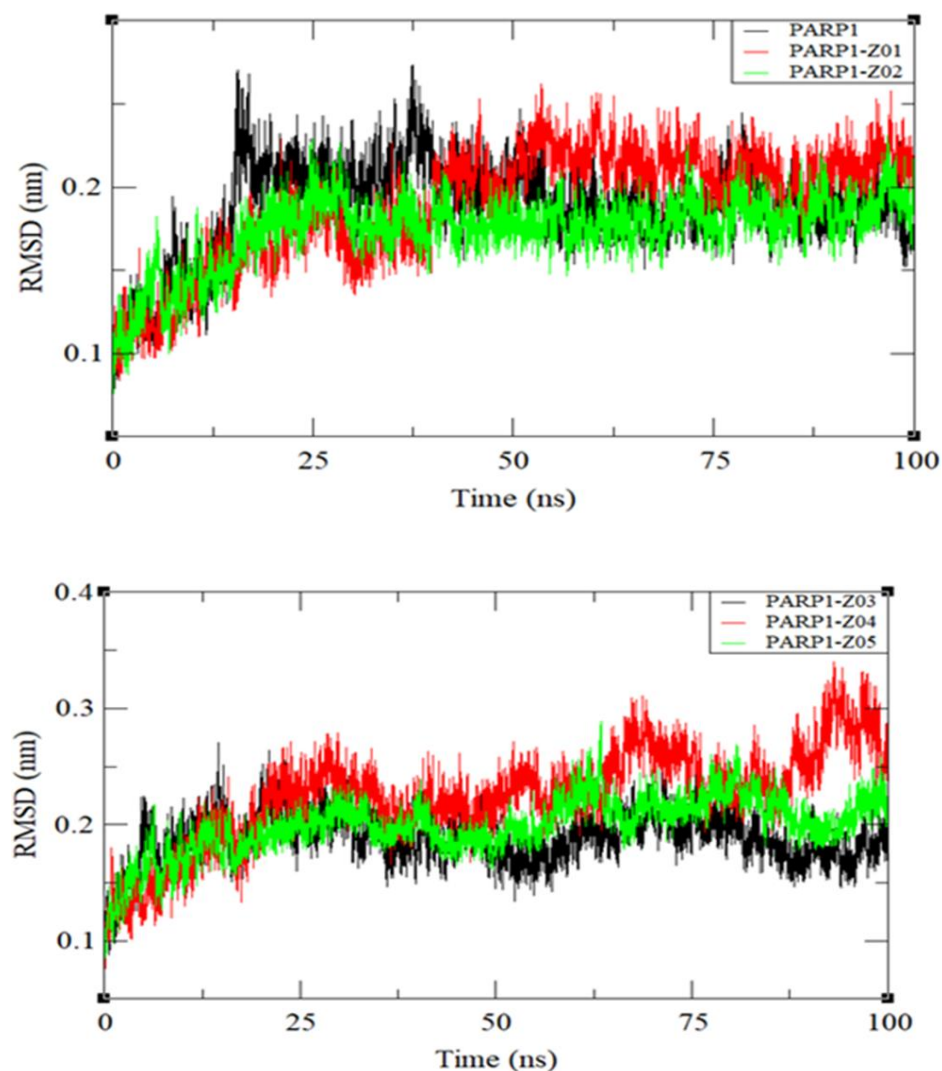 PARP1
PARP1-Z01
PARP1-Z02
0.2
0.1
RMSD (nm)
0 25 50 75 100
Time (ns)
0.4
PARP1-Z03
PARP1-Z04
PARP1-Z05
0.3
0.2
0.1
RMSD (nm)
0 25 50 75 100
Time (ns)